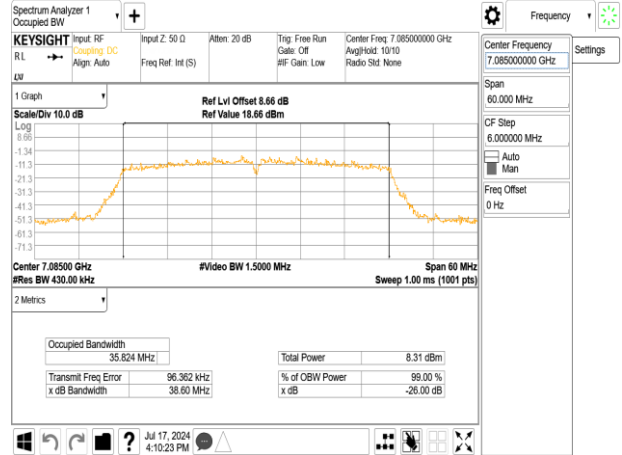 Spectrum Analyzer 1
Occupied BW
KEYSIGHT
Input: RF
Coupling: DC
Align: Auto
Input Z: 50 Ω
Freq Ref: Int (S)
Atten: 20 dB
Trig: Free Run
Gate: Off
#IF Gain: Low
Center Freq: 7.085000000 GHz
Avg|Hold: 10/10
Radio Std: None
RL
LXI
1 Graph
Scale/Div 10.0 dB
Ref Lvl Offset 8.66 dB
Ref Value 18.66 dBm
Log
8.66
-1.34
-11.3
-21.3
-31.3
-41.3
-51.3
-61.3
-71.3
Center 7.08500 GHz
#Video BW 1.5000 MHz
Span 60 MHz
#Res BW 430.00 kHz
Sweep 1.00 ms (1001 pts)
2 Metrics
Occupied Bandwidth
35.824 MHz
Total Power 8.31 dBm
Transmit Freq Error 96.362 kHz
% of OBW Power 99.00 %
x dB Bandwidth 38.60 MHz
x dB -26.00 dB
?
Jul 17, 2024
4:10:23 PM
Frequency
Settings
Center Frequency
7.085000000 GHz
Span
60.000 MHz
CF Step
6.000000 MHz
Auto
Man
Freq Offset
0 Hz